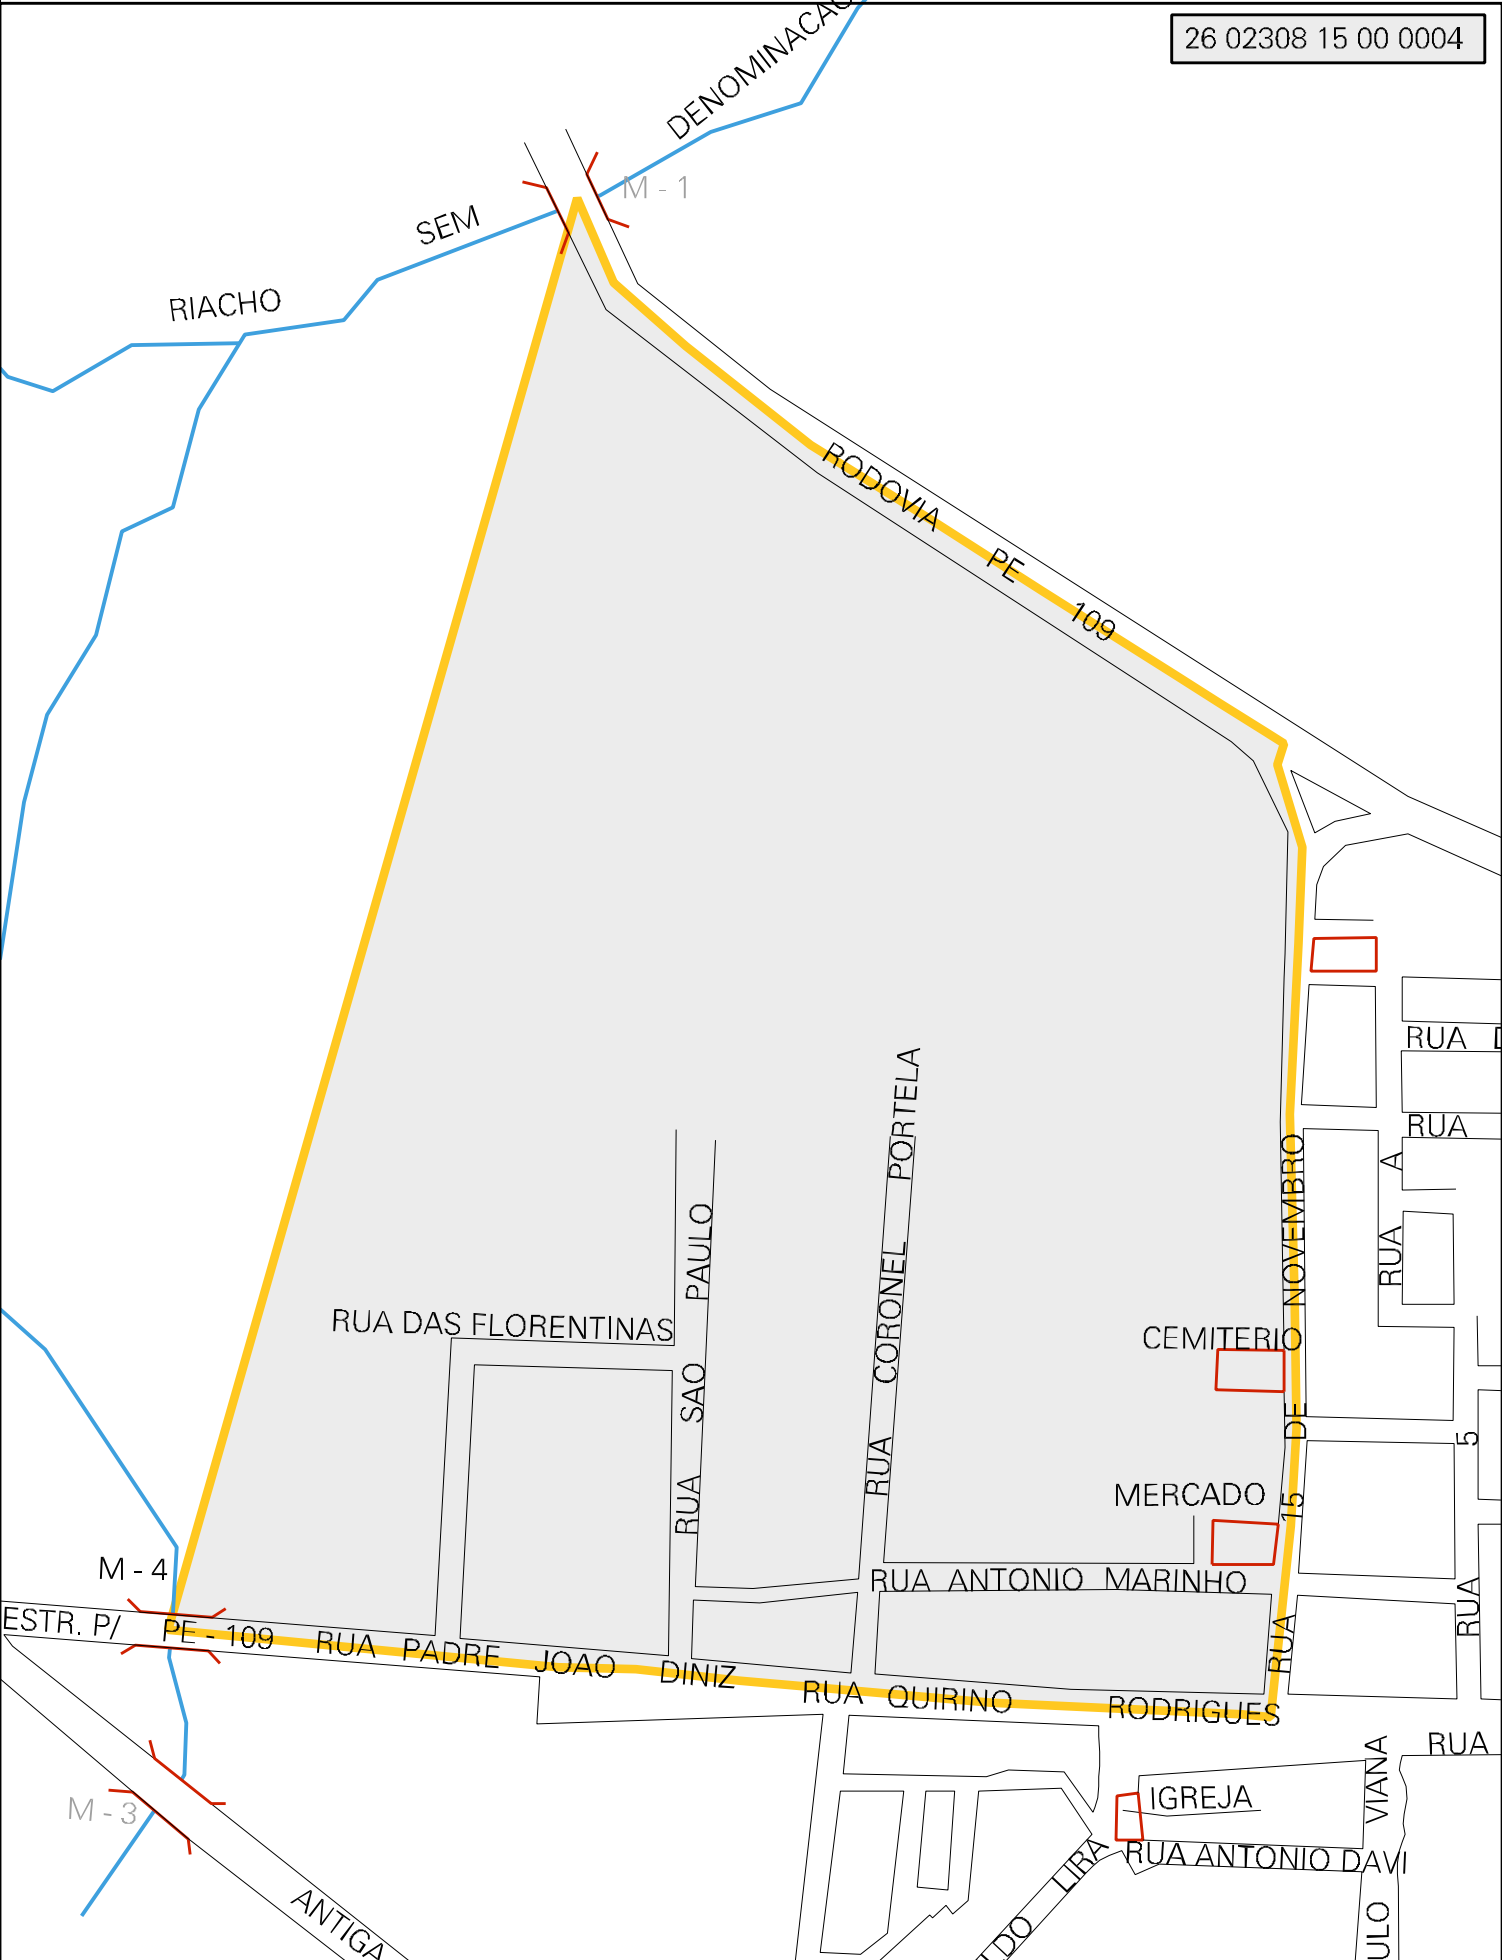 26 02308 15 00 0004
DENOMINACAO
M - 1
SEM
RIACHO
RODOVIA PE 109
RUA
RUA
RUA A
RUA CORONEL PORTELA
RUA SAO PAULO
RUA DAS FLORENTINAS
CEMITERIO
RUA 15 DE NOVEMBRO
MERCADO
RUA 5
M - 4
RUA ANTONIO MARINHO
ESTR. P/ PE - 109
RUA PADRE JOAO DINIZ
RUA QUIRINO RODRIGUES
RUA
VIANA
IGREJA
M - 3
LIRA
RUA ANTONIO DAVI
ANTIGA
LDO
ULO